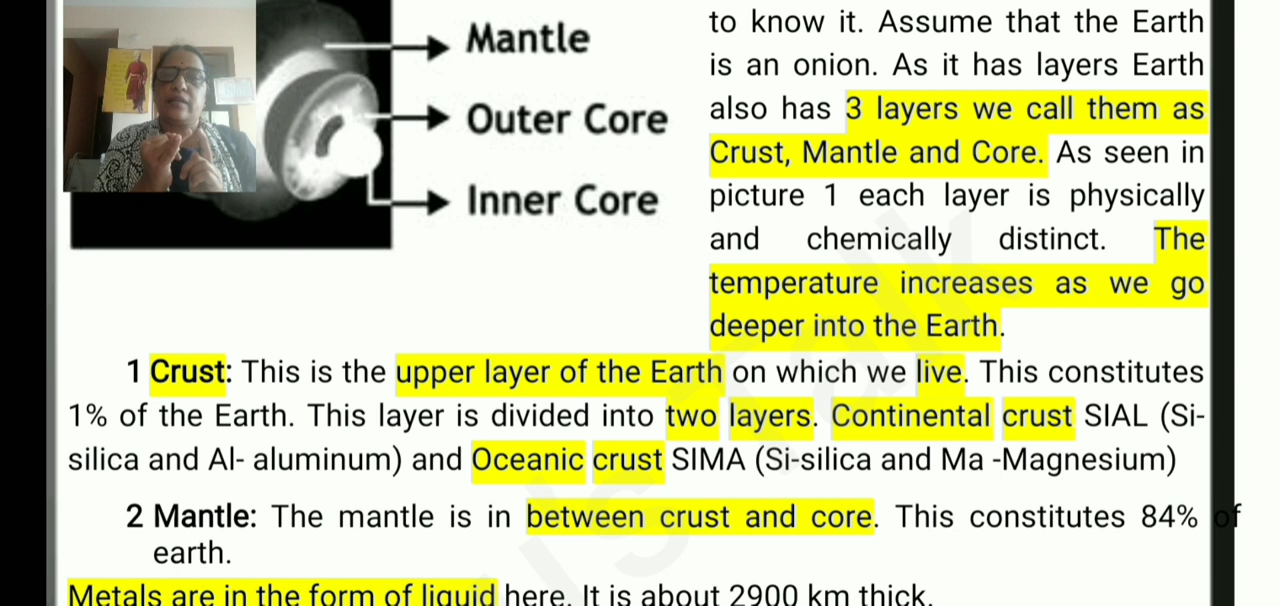 Mantle
Outer Core
Inner Core
to know it. Assume that the Earth
is an onion. As it has layers Earth
also has 3 layers we call them as
Crust, Mantle and Core. As seen in
picture 1 each layer is physically
and chemically distinct. The
temperature increases as we go
deeper into the Earth.
1 Crust: This is the upper layer of the Earth on which we live. This constitutes
1% of the Earth. This layer is divided into two layers. Continental crust SIAL (Si-
silica and Al- aluminum) and Oceanic crust SIMA (Si-silica and Ma -Magnesium)
2 Mantle: The mantle is in between crust and core. This constitutes 84% of
earth.
Metals are in the form of liquid here. It is about 2900 km thick.